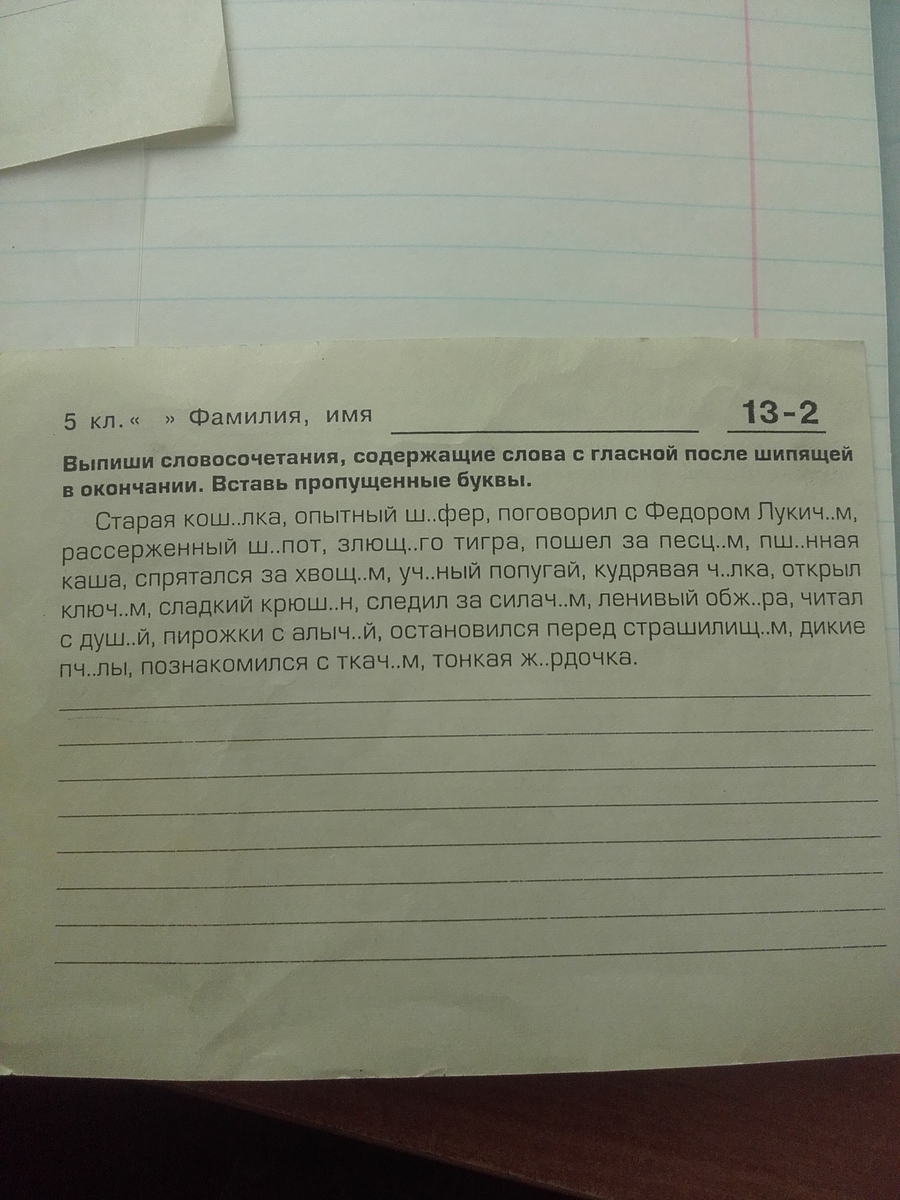 5 кл. « » Фамилия, имя 13-2
Выпиши словосочетания, содержащие слова с гласной после шипящей
в окончании. Вставь пропущенные буквы.
Старая кош..лка, опытный ш..фер, поговорил с Федором Лукич..м,
рассерженный ш..пот, злющ..го тигра, пошел за песц..м, пш..нная
каша, спрятался за хвощ..м, уч..ный попугай, кудрявая ч..лка, открыл
ключ..м, сладкий крюш..н, следил за силач..м, ленивый обж..ра, читал
с душ..й, пирожки с алыч..й, остановился перед страшилищ..м, дикие
пч..лы, познакомился с ткач..м, тонкая ж..рдочка.